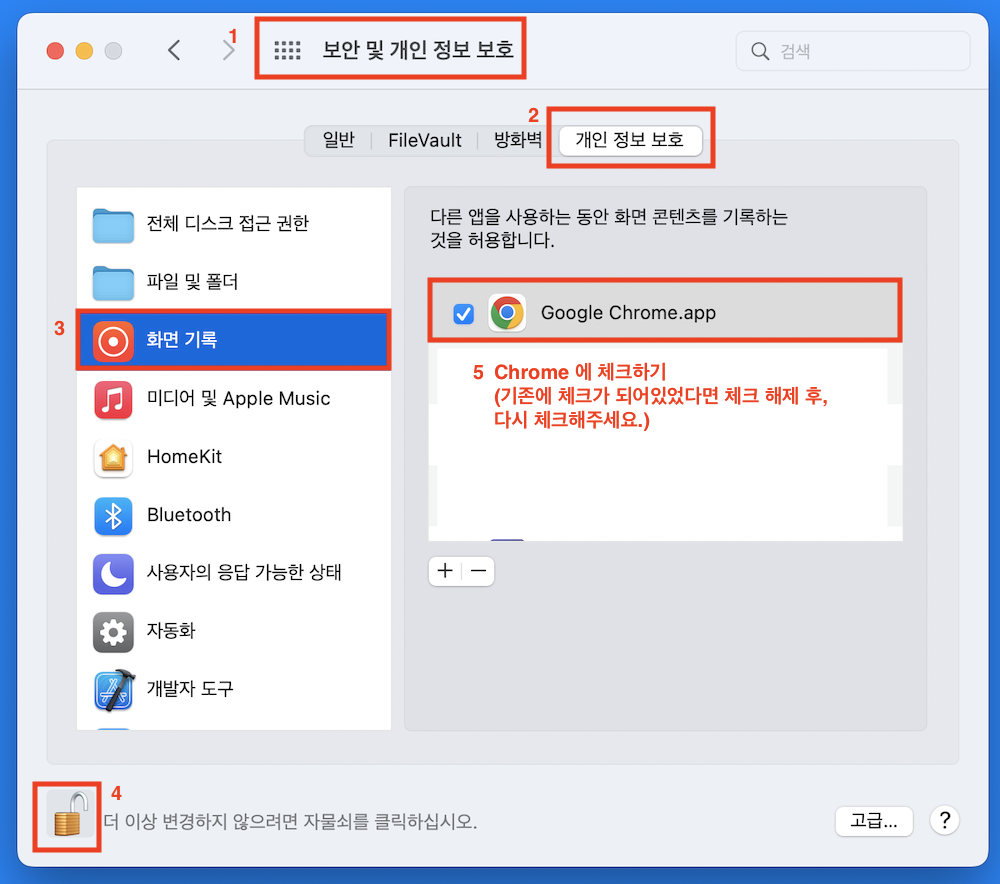 1
보안 및 개인 정보 보호
검색
2
일반
FileVault
방화벽
개인 정보 보호
전체 디스크 접근 권한
파일 및 폴더
3
화면 기록
미디어 및 Apple Music
HomeKit
Bluetooth
사용자의 응답 가능한 상태
자동화
개발자 도구
다른 앱을 사용하는 동안 화면 콘텐츠를 기록하는
것을 허용합니다.
Google Chrome.app
5 Chrome 에 체크하기
(기존에 체크가 되어있었다면 체크 해제 후,
다시 체크해주세요.)
+ −
4
더 이상 변경하지 않으려면 자물쇠를 클릭하십시오.
고급...
?